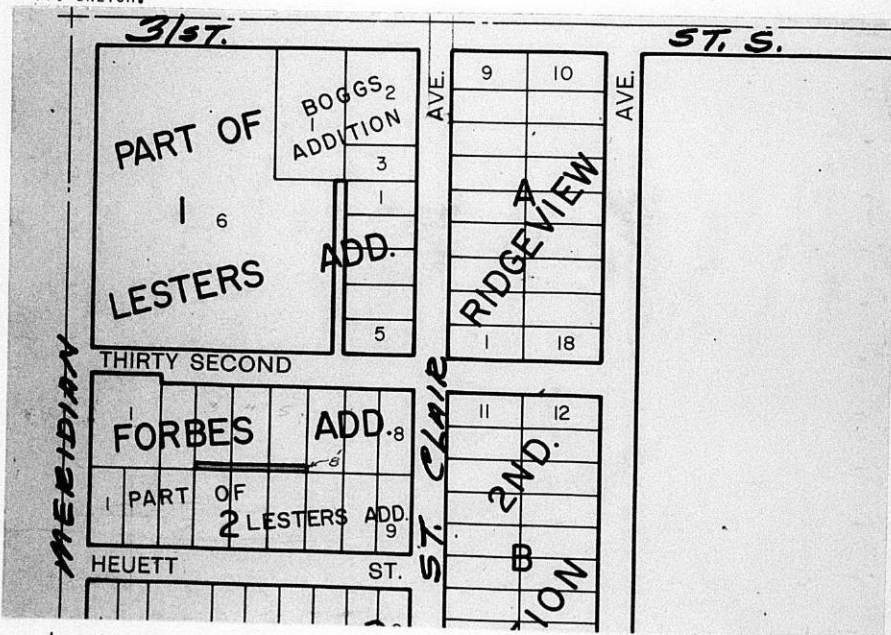 31ST.
ST. S.
AVE.
AVE.
9
10
BOGGS 2
1
ADDITION
3
PART OF
1
6
LESTERS ADD.
1
5
A
RIDGEVIEW
1
18
THIRTY SECOND
MERIDIAN
ST. CLAIR
1
FORBES ADD. 8
8'
1
PART OF
2 LESTERS ADD.
9
11
12
2ND.
B
ION
HEUETT ST.